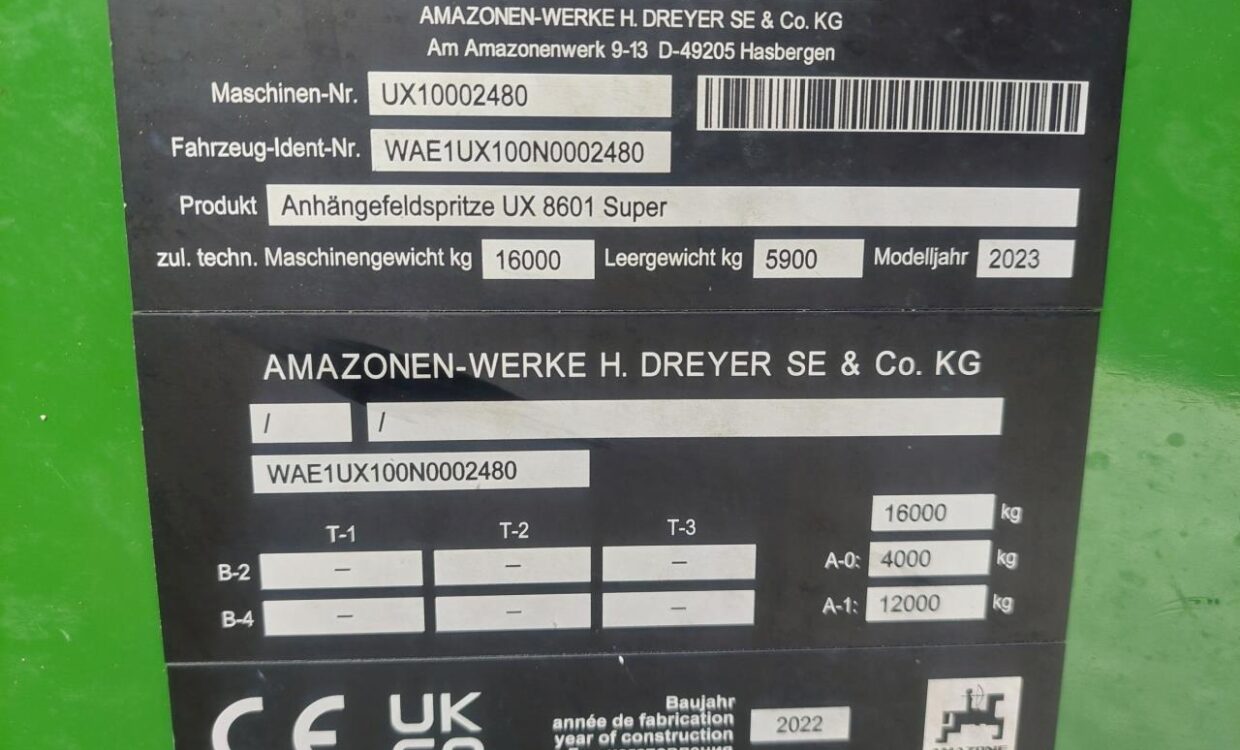 AMAZONEN-WERKE H. DREYER SE & Co. KG
Am Amazonenwerk 9-13 D-49205 Hasbergen
Maschinen-Nr. UX10002480
Fahrzeug-Ident-Nr. WAE1UX100N0002480
Produkt Anhängefeldspritze UX 8601 Super
zul. techn. Maschinengewicht kg 16000 Leergewicht kg 5900 Modelljahr 2023
AMAZONEN-WERKE H. DREYER SE & Co. KG
/ /
WAE1UX100N0002480
16000 kg
T-1 T-2 T-3
B-2 – – – A-0: 4000 kg
B-4 – – – A-1: 12000 kg
CE UK
Baujahr
année de fabrication 2022
year of construction